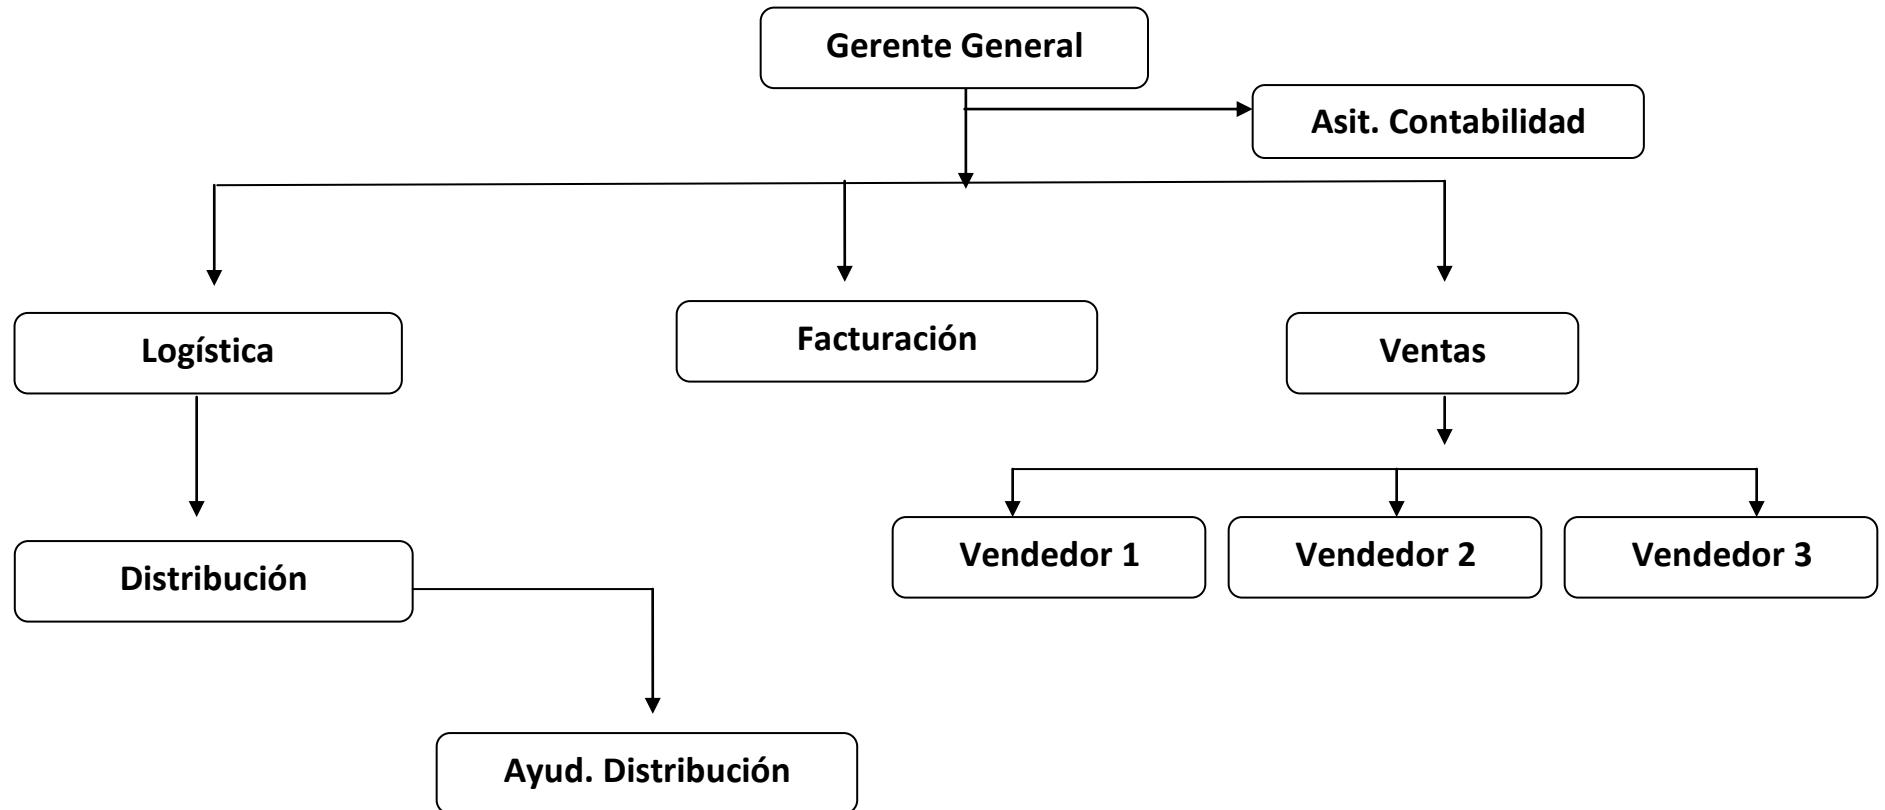 Gerente General
Asit. Contabilidad
Logística
Facturación
Ventas
Distribución
Vendedor 1
Vendedor 2
Vendedor 3
Ayud. Distribución